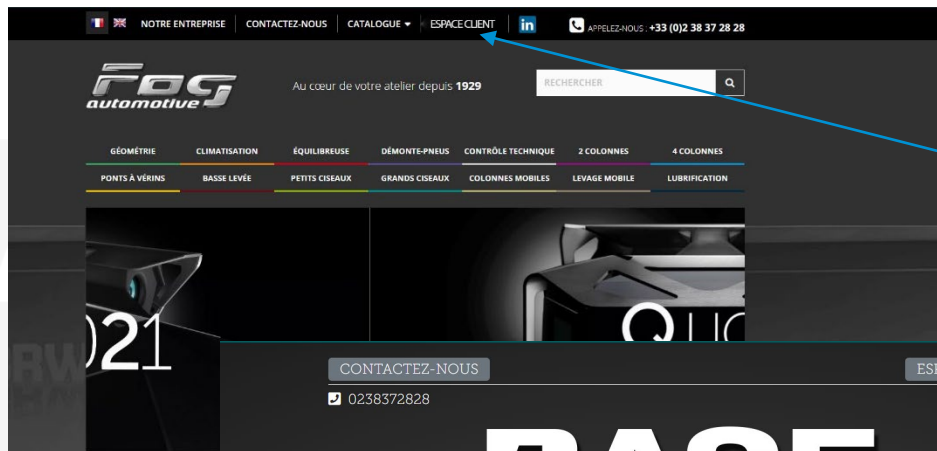 NOTRE ENTREPRISE CONTACTEZ-NOUS CATALOGUE ESPACE CLIENT in APPELEZ-NOUS : +33 (0)2 38 37 28 28
FOG
automotive
Au cœur de votre atelier depuis 1929
RECHERCHER
GÉOMÉTRIE CLIMATISATION ÉQUILIBREUSE DÉMONTE-PNEUS CONTRÔLE TECHNIQUE 2 COLONNES 4 COLONNES
PONTS À VÉRINS BASSE LEVÉE PETITS CISEAUX GRANDS CISEAUX COLONNES MOBILES LEVAGE MOBILE LUBRIFICATION
021
CONTACTEZ-NOUS
0238372828
BASE